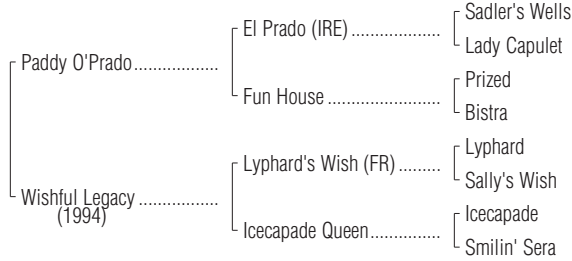 Sadler's Wells
El Prado (IRE) ....................
Lady Capulet
Paddy O'Prado...................
Prized
Fun House .........................
Bistra
Lyphard
Lyphard's Wish (FR) .........
Sally's Wish
Wishful Legacy ..................
(1994)
Icecapade
Icecapade Queen...............
Smilin' Sera